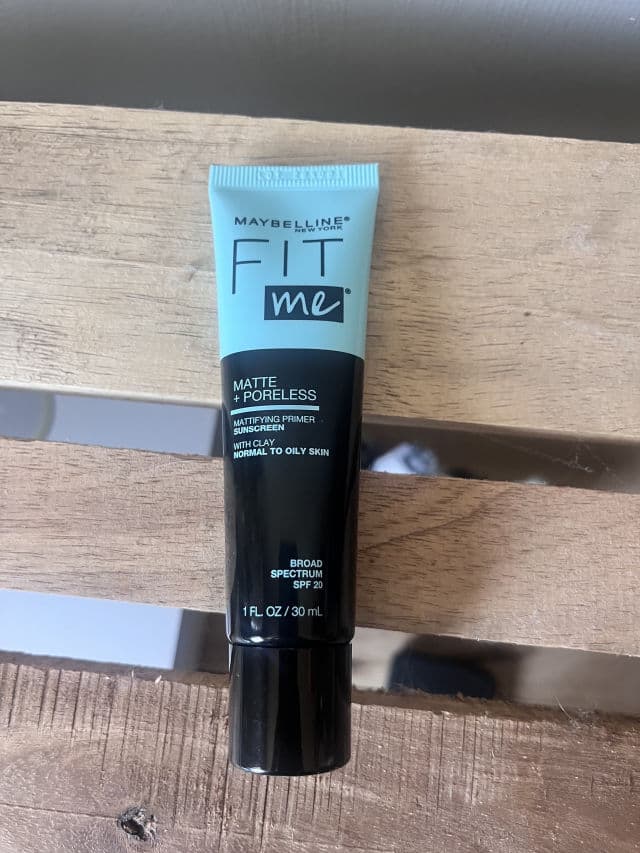 MAYBELLINE®
NEW YORK
FIT
me®
MATTE
+ PORELESS
MATTIFYING PRIMER
SUNSCREEN
WITH CLAY
NORMAL TO OILY SKIN
BROAD
SPECTRUM
SPF 20
1 FL. OZ / 30 mL